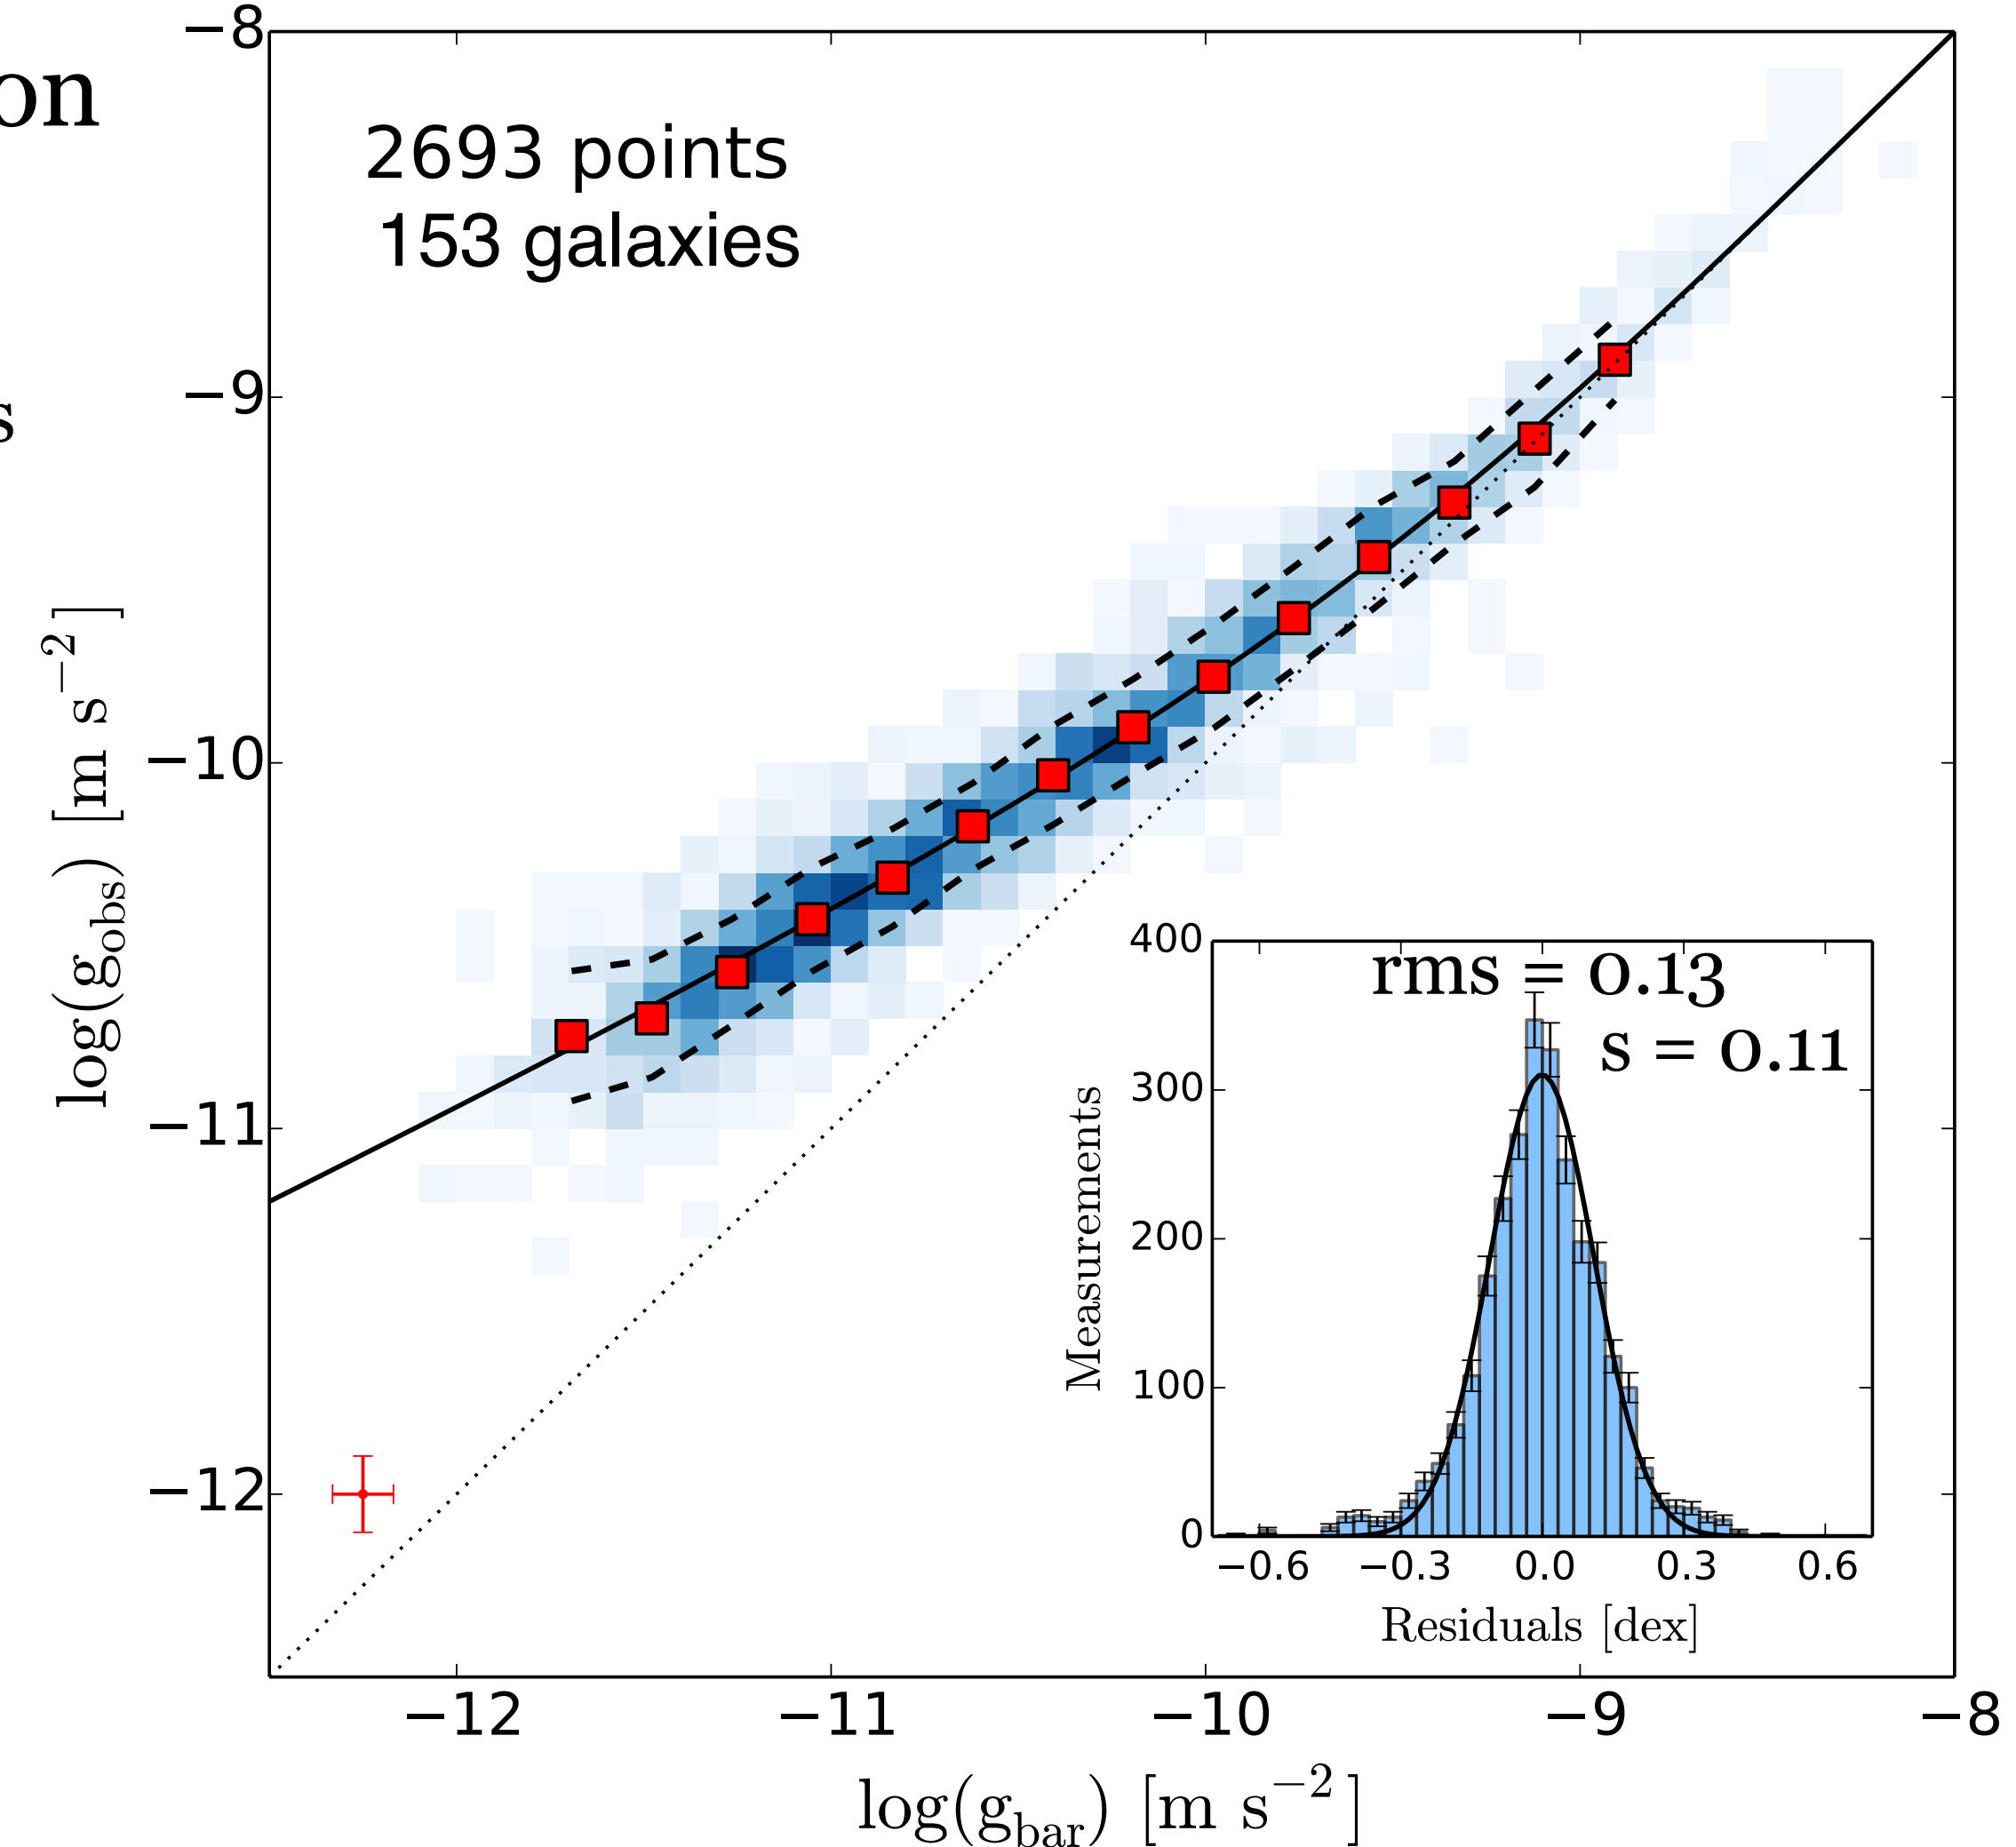 on
s
2693 points
153 galaxies
−8
−9
−10
−11
−12
log(gobs) [m s−2]
−12
−11
−10
−9
−8
log(gbar) [m s−2]
rms = 0.13
s = 0.11
400
300
200
100
0
Measurements
−0.6
−0.3
0.0
0.3
0.6
Residuals [dex]